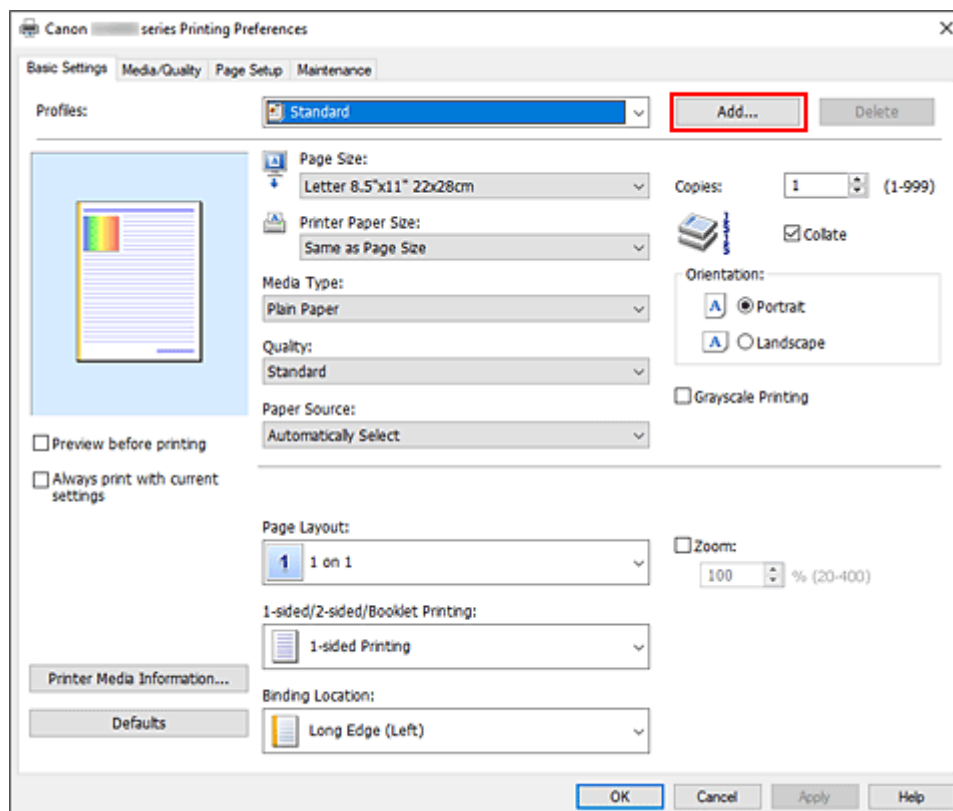 Canon series Printing Preferences
Basic Settings Media/Quality Page Setup Maintenance
Profiles: Standard Add... Delete
Page Size:
Letter 8.5"x11" 22x28cm
Copies: 1 (1-999)
Printer Paper Size:
Same as Page Size
Collate
Media Type:
Plain Paper
Orientation:
A Portrait
A Landscape
Quality:
Standard
Grayscale Printing
Paper Source:
Automatically Select
Preview before printing
Always print with current
settings
Page Layout:
1 1 on 1
Zoom:
100 % (20-400)
1-sided/2-sided/Booklet Printing:
1-sided Printing
Printer Media Information...
Binding Location:
Long Edge (Left)
Defaults
OK Cancel Apply Help